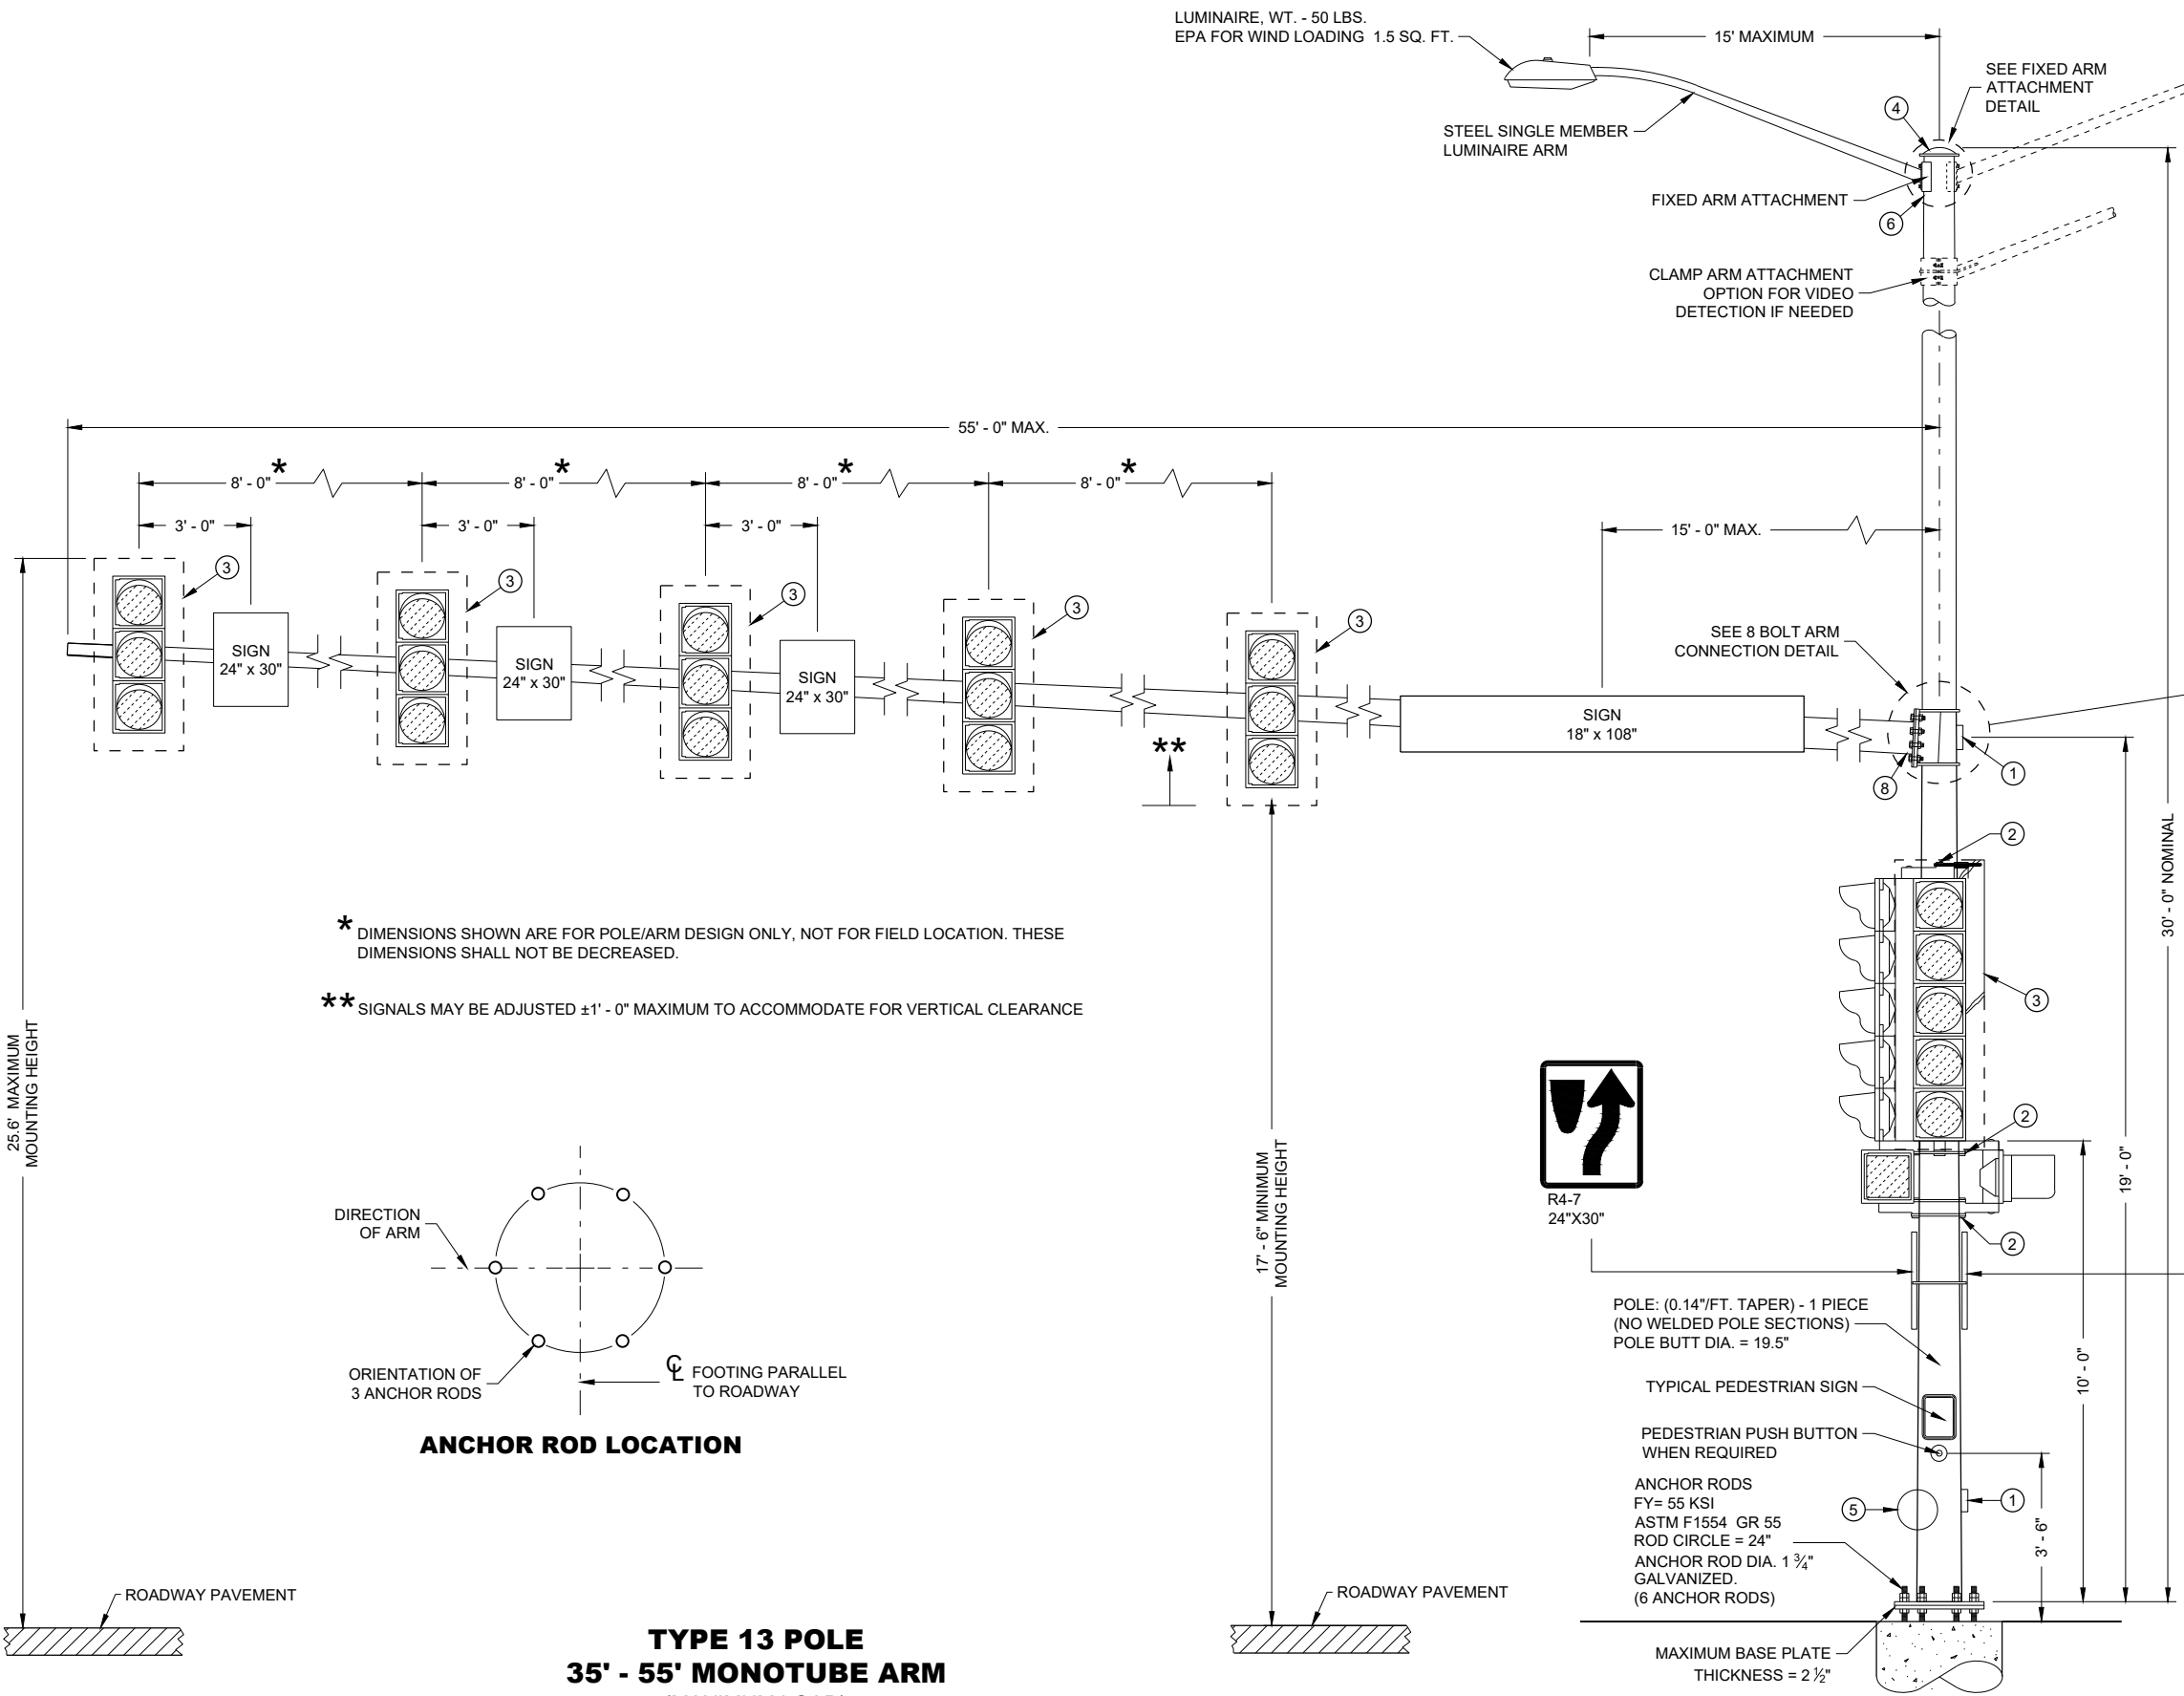 LUMINAIRE, WT. - 50 LBS.
EPA FOR WIND LOADING 1.5 SQ. FT.
15' MAXIMUM
SEE FIXED ARM
ATTACHMENT
DETAIL
4
STEEL SINGLE MEMBER
LUMINAIRE ARM
FIXED ARM ATTACHMENT
6
CLAMP ARM ATTACHMENT
OPTION FOR VIDEO
DETECTION IF NEEDED
55' - 0" MAX.
8' - 0" *
8' - 0" *
8' - 0" *
8' - 0" *
3' - 0"
3' - 0"
3' - 0"
15' - 0" MAX.
3
3
3
3
3
SIGN
24" x 30"
SIGN
24" x 30"
SIGN
24" x 30"
SEE 8 BOLT ARM
CONNECTION DETAIL
SIGN
18" x 108"
**
8
1
2
30' - 0" NOMINAL
* DIMENSIONS SHOWN ARE FOR POLE/ARM DESIGN ONLY, NOT FOR FIELD LOCATION. THESE
DIMENSIONS SHALL NOT BE DECREASED.
** SIGNALS MAY BE ADJUSTED ±1' - 0" MAXIMUM TO ACCOMMODATE FOR VERTICAL CLEARANCE
3
25.6' MAXIMUM
MOUNTING HEIGHT
17' - 6" MINIMUM
MOUNTING HEIGHT
R4-7
24"X30"
2
2
19' - 0"
10' - 0"
DIRECTION
OF ARM
ORIENTATION OF
3 ANCHOR RODS
CL FOOTING PARALLEL
TO ROADWAY
ANCHOR ROD LOCATION
POLE: (0.14"/FT. TAPER) - 1 PIECE
(NO WELDED POLE SECTIONS)
POLE BUTT DIA. = 19.5"
TYPICAL PEDESTRIAN SIGN
PEDESTRIAN PUSH BUTTON
WHEN REQUIRED
ANCHOR RODS
FY= 55 KSI
ASTM F1554 GR 55
ROD CIRCLE = 24"
ANCHOR ROD DIA. 1 3/4"
GALVANIZED.
(6 ANCHOR RODS)
5
1
3' - 6"
ROADWAY PAVEMENT
ROADWAY PAVEMENT
MAXIMUM BASE PLATE
THICKNESS = 2 1/2"
TYPE 13 POLE
35' - 55' MONOTUBE ARM